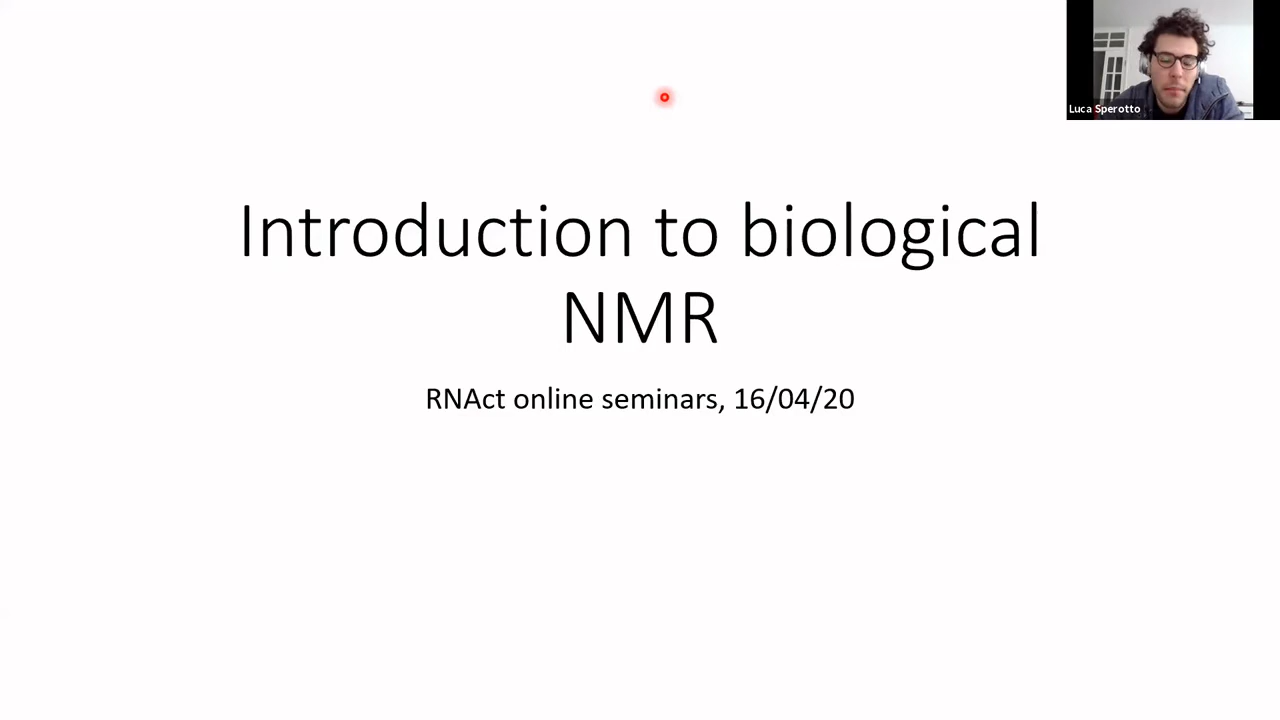 Luca Sperotto
Introduction to biological
NMR
RNAct online seminars, 16/04/20